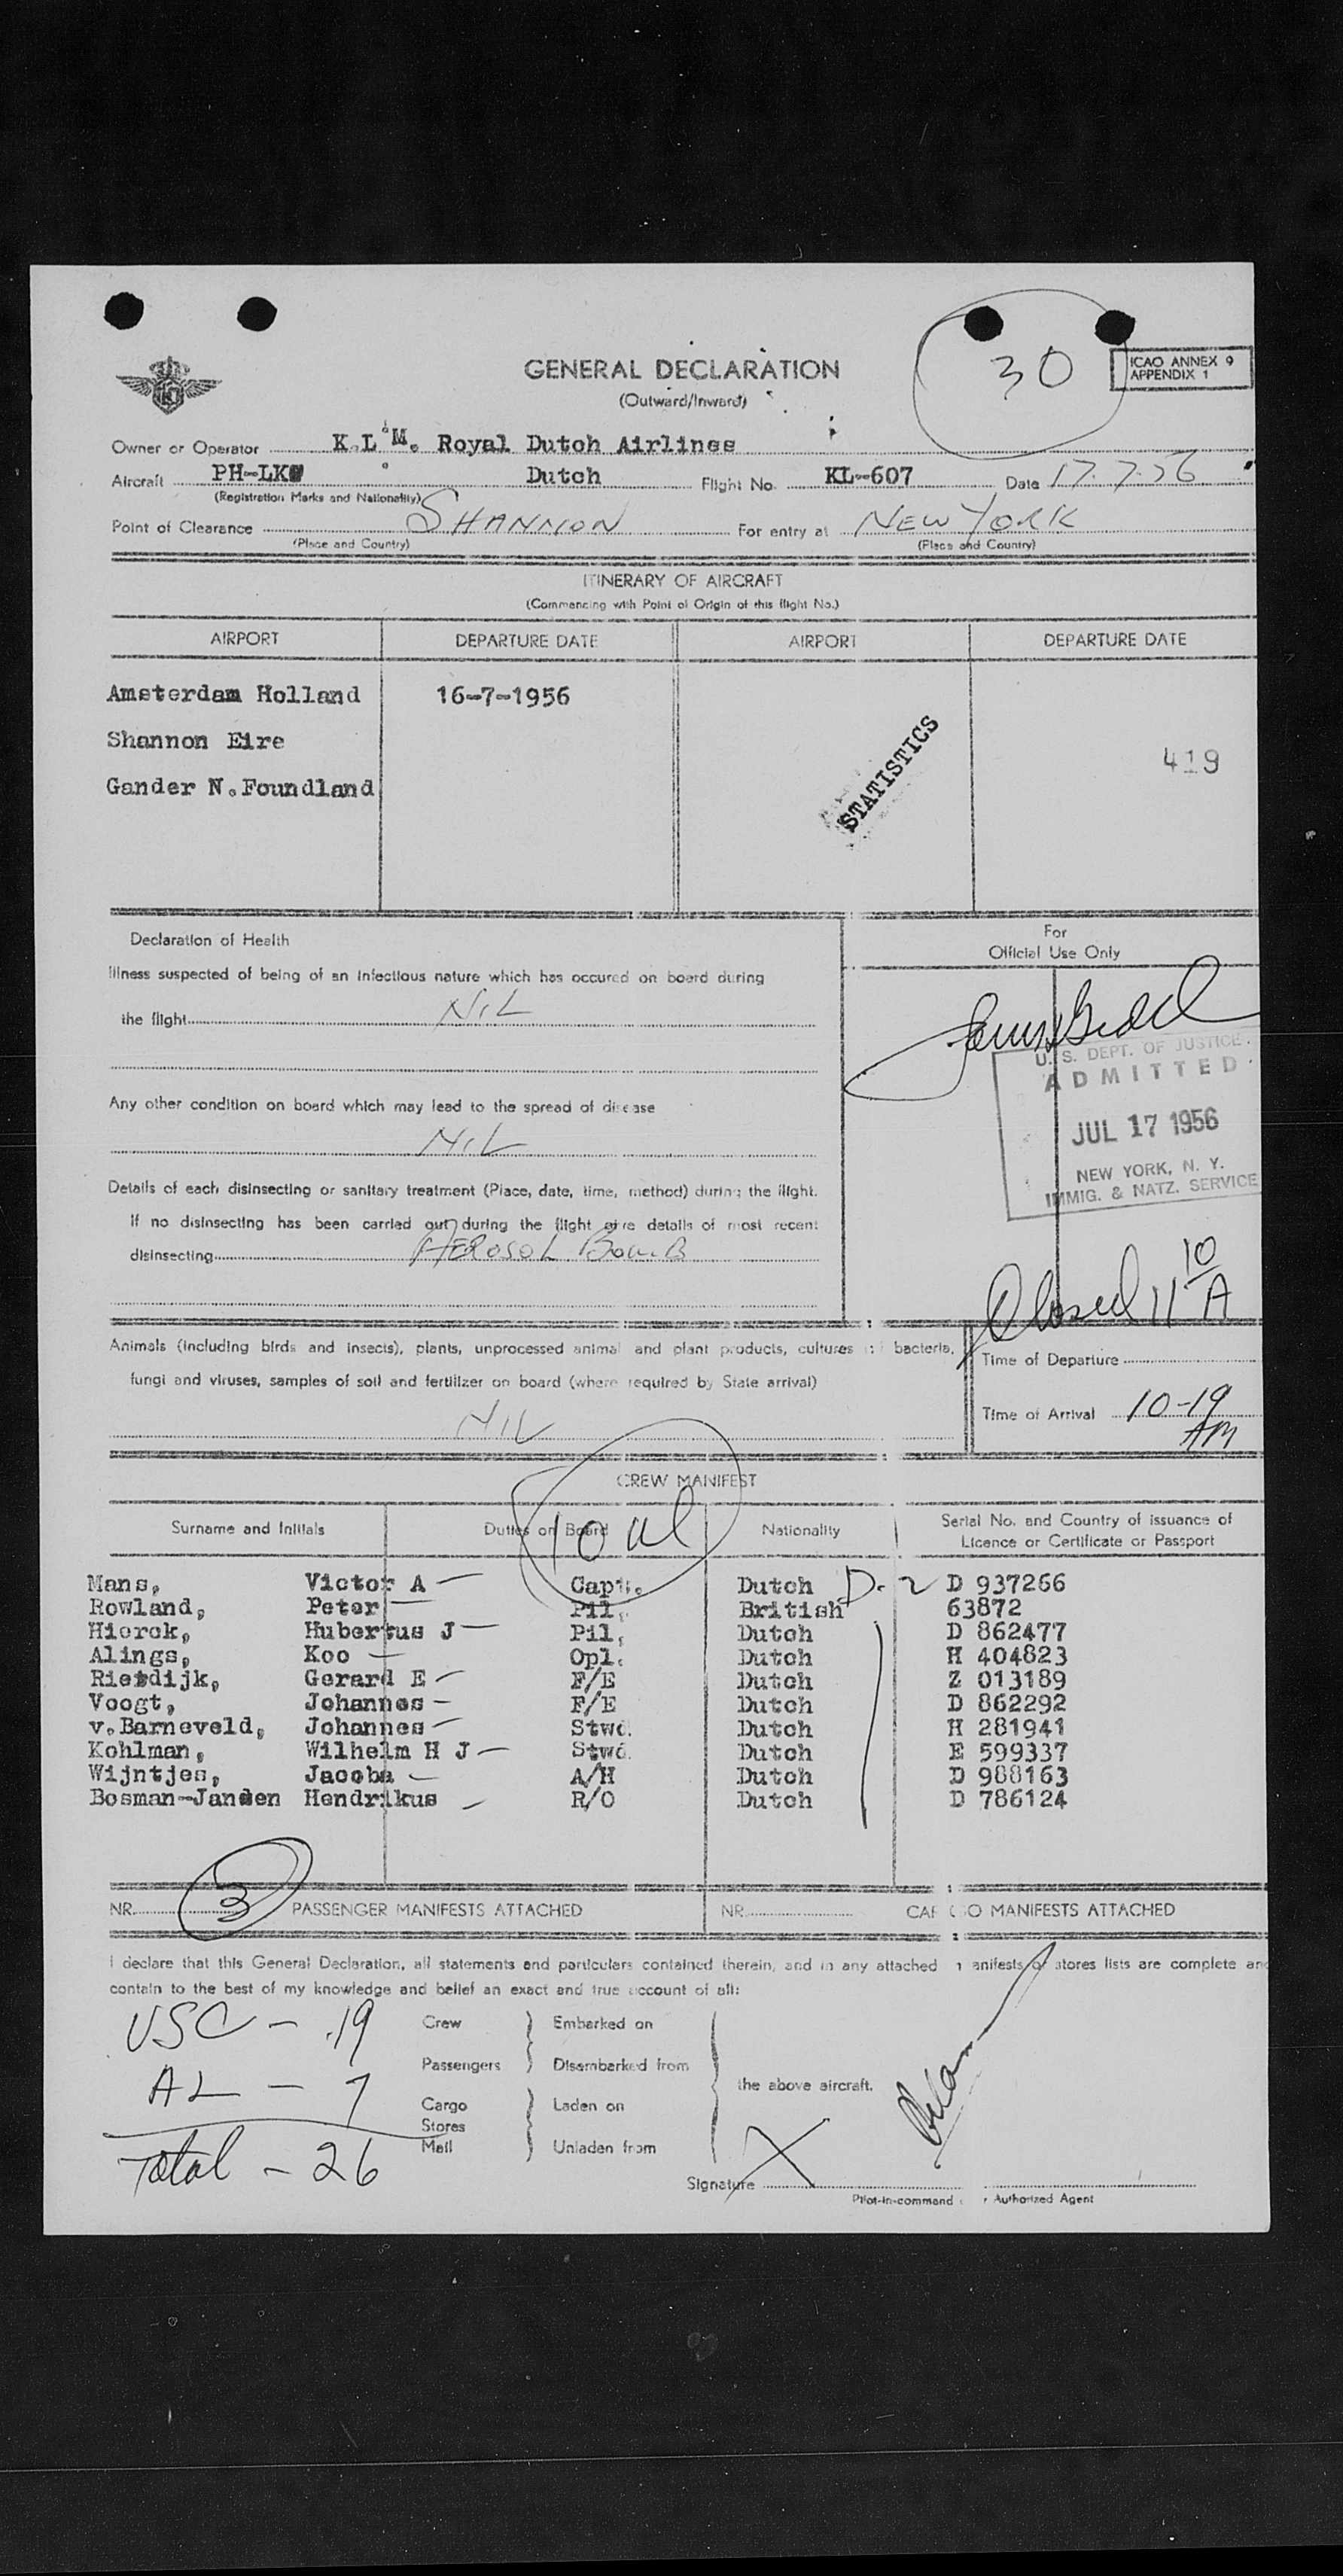 30
ICAO ANNEX 9
APPENDIX 1
GENERAL DECLARATION
(Outward/Inward)
Owner or Operator K.L.M. Royal Dutch Airlines
Aircraft PH-LK Dutch Flight No. KL-607 Date 17.7.56
(Registration Marks and Nationality)
Point of Clearance SHANNON For entry at NEW YORK
(Place and Country) (Place and Country)
ITINERARY OF AIRCRAFT
(Commencing with Point of Origin of this flight No.)
AIRPORT DEPARTURE DATE AIRPORT DEPARTURE DATE
Amsterdam Holland 16-7-1956
Shannon Eire
Gander N.Foundland
STATISTICS
419
Declaration of Health
Illness suspected of being of an infectious nature which has occured on board during
the flight NIL
Any other condition on board which may lead to the spread of disease
NIL
Details of each disinsecting or sanitary treatment (Place, date, time, method) during the flight.
If no disinsecting has been carried out during the flight give details of most recent
disinsecting AEROSOL BOMB
For
Official Use Only
U. S. DEPT. OF JUSTICE
ADMITTED
JUL 17 1956
NEW YORK, N. Y.
IMMIG. & NATZ. SERVICE
Closed 11 10 A
Animals (including birds and insects), plants, unprocessed animal and plant products, cultures of bacteria,
fungi and viruses, samples of soil and fertilizer on board (where required by State arrival)
NIL
Time of Departure
Time of Arrival 10-19
AM
CREW MANIFEST
Surname and Initials Duties on Board Nationality Serial No. and Country of issuance of
Licence or Certificate or Passport
10
Mans, Victor A Capt. Dutch D-2 D 937266
Rowland, Peter Pil. British 63872
Hierck, Hubertus J Pil. Dutch D 862477
Alings, Koo Opl. Dutch H 404823
Rietdijk, Gerard E F/E Dutch Z 013189
Voogt, Johannes F/E Dutch D 862292
v.Barneveld, Johannes Stwd. Dutch H 281941
Kohlman, Wilhelm H J Stwd. Dutch E 599337
Wijntjes, Jacoba A/H Dutch D 988163
Bosman-Jansen Hendrikus R/O Dutch D 786124
NR. 3 PASSENGER MANIFESTS ATTACHED NR. CARGO MANIFESTS ATTACHED
I declare that this General Declaration, all statements and particulars contained therein, and in any attached manifests of stores lists are complete and
contain to the best of my knowledge and belief an exact and true account of all:
USC - 19
AL - 7
Total - 26
Crew Embarked on
Passengers Disembarked from
the above aircraft.
Cargo Laden on
Stores
Mail Unladen from
Signature X
Pilot-in-command or Authorized Agent